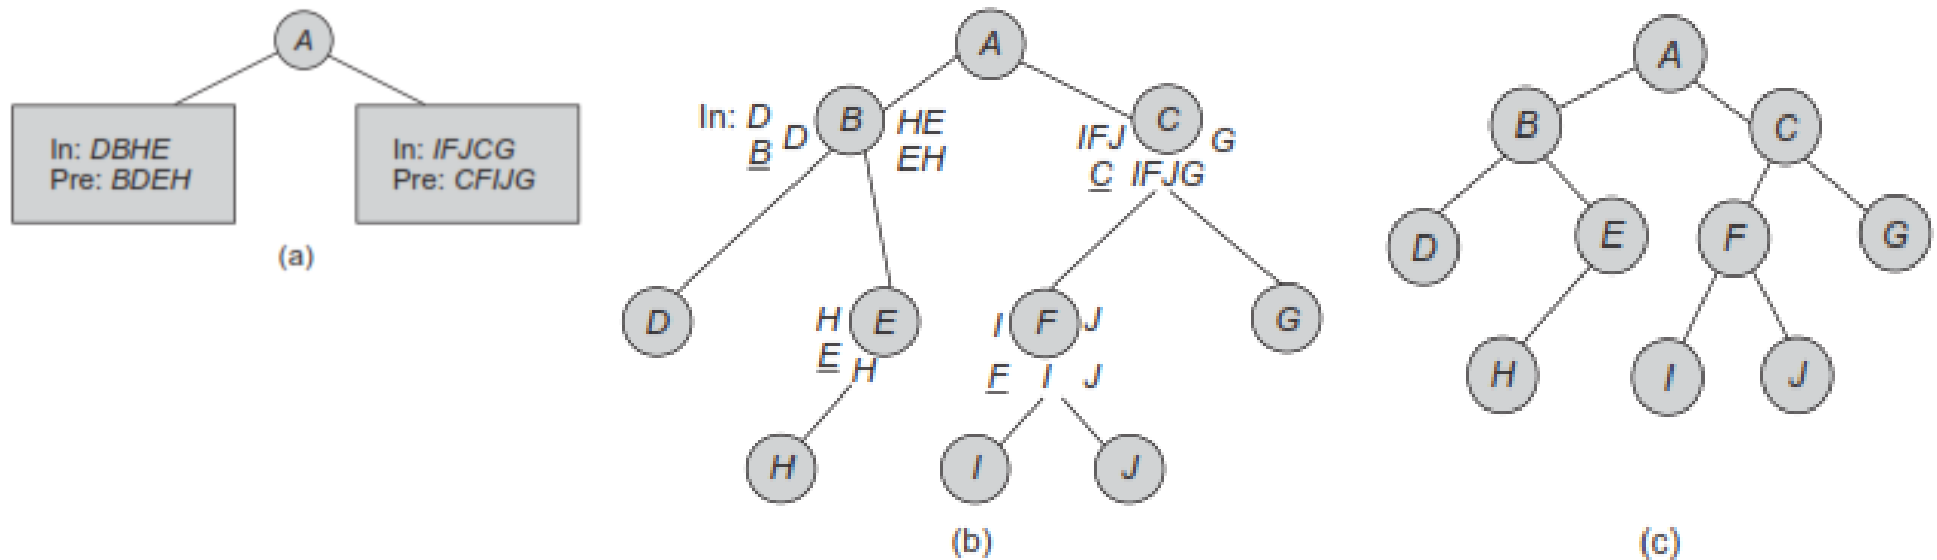 A
In: DBHE
Pre: BDEH
In: IFJCG
Pre: CFIJG
(a)
A
In: D
B D
B
HE
EH
IFJ
C
G
C IFJG
D
H
E
J
E H
I
F
J
F I J
G
H
I
J
(b)
A
B
C
D
E
F
G
H
I
J
(c)